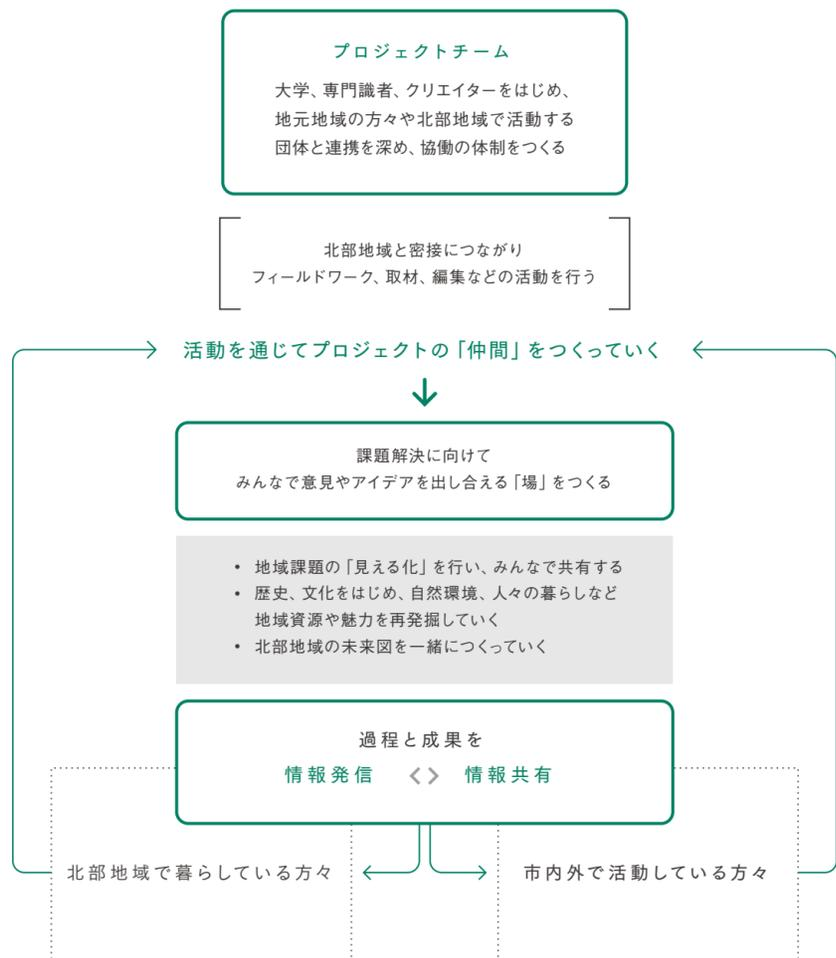 プロジェクトチーム
大学、専門識者、クリエイターをはじめ、
地元地域の方々や北部地域で活動する
団体と連携を深め、協働の体制をつくる
北部地域と密接につながり
フィールドワーク、取材、編集などの活動を行う
活動を通じてプロジェクトの「仲間」をつくっていく
課題解決に向けて
みんなで意見やアイデアを出し合える「場」をつくる
• 地域課題の「見える化」を行い、みんなで共有する
• 歴史、文化をはじめ、自然環境、人々の暮らしなど
地域資源や魅力を再発掘していく
• 北部地域の未来図を一緒につくっていく
過程と成果を
情報発信 <> 情報共有
北部地域で暮らしている方々
市内外で活動している方々